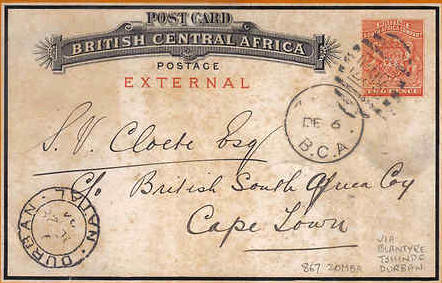 POST CARD
BRITISH CENTRAL AFRICA
POSTAGE
EXTERNAL
DE 6
B.C.A
S. V. Cloete Esq
c/o British South Africa Coy
Cape Town
DURBAN NATAL
867 ZOMBA
VIA
BLANTYRE
TSHINDE
DURBAN